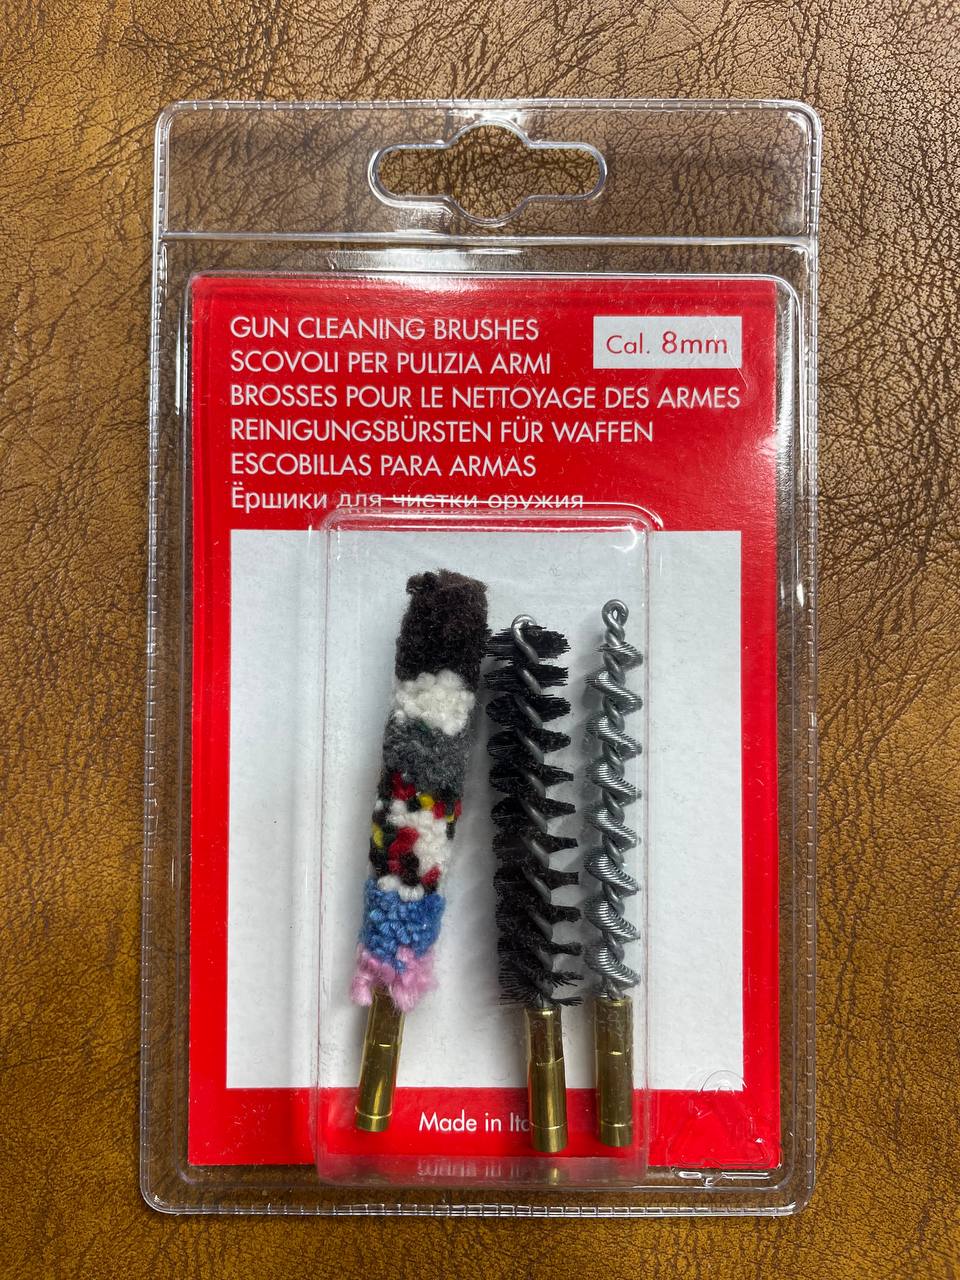 GUN CLEANING BRUSHES
Cal. 8mm
SCOVOLI PER PULIZIA ARMI
BROSSES POUR LE NETTOYAGE DES ARMES
REINIGUNGSBÜRSTEN FÜR WAFFEN
ESCOBILLAS PARA ARMAS
Ёршики для чистки оружия
Made in